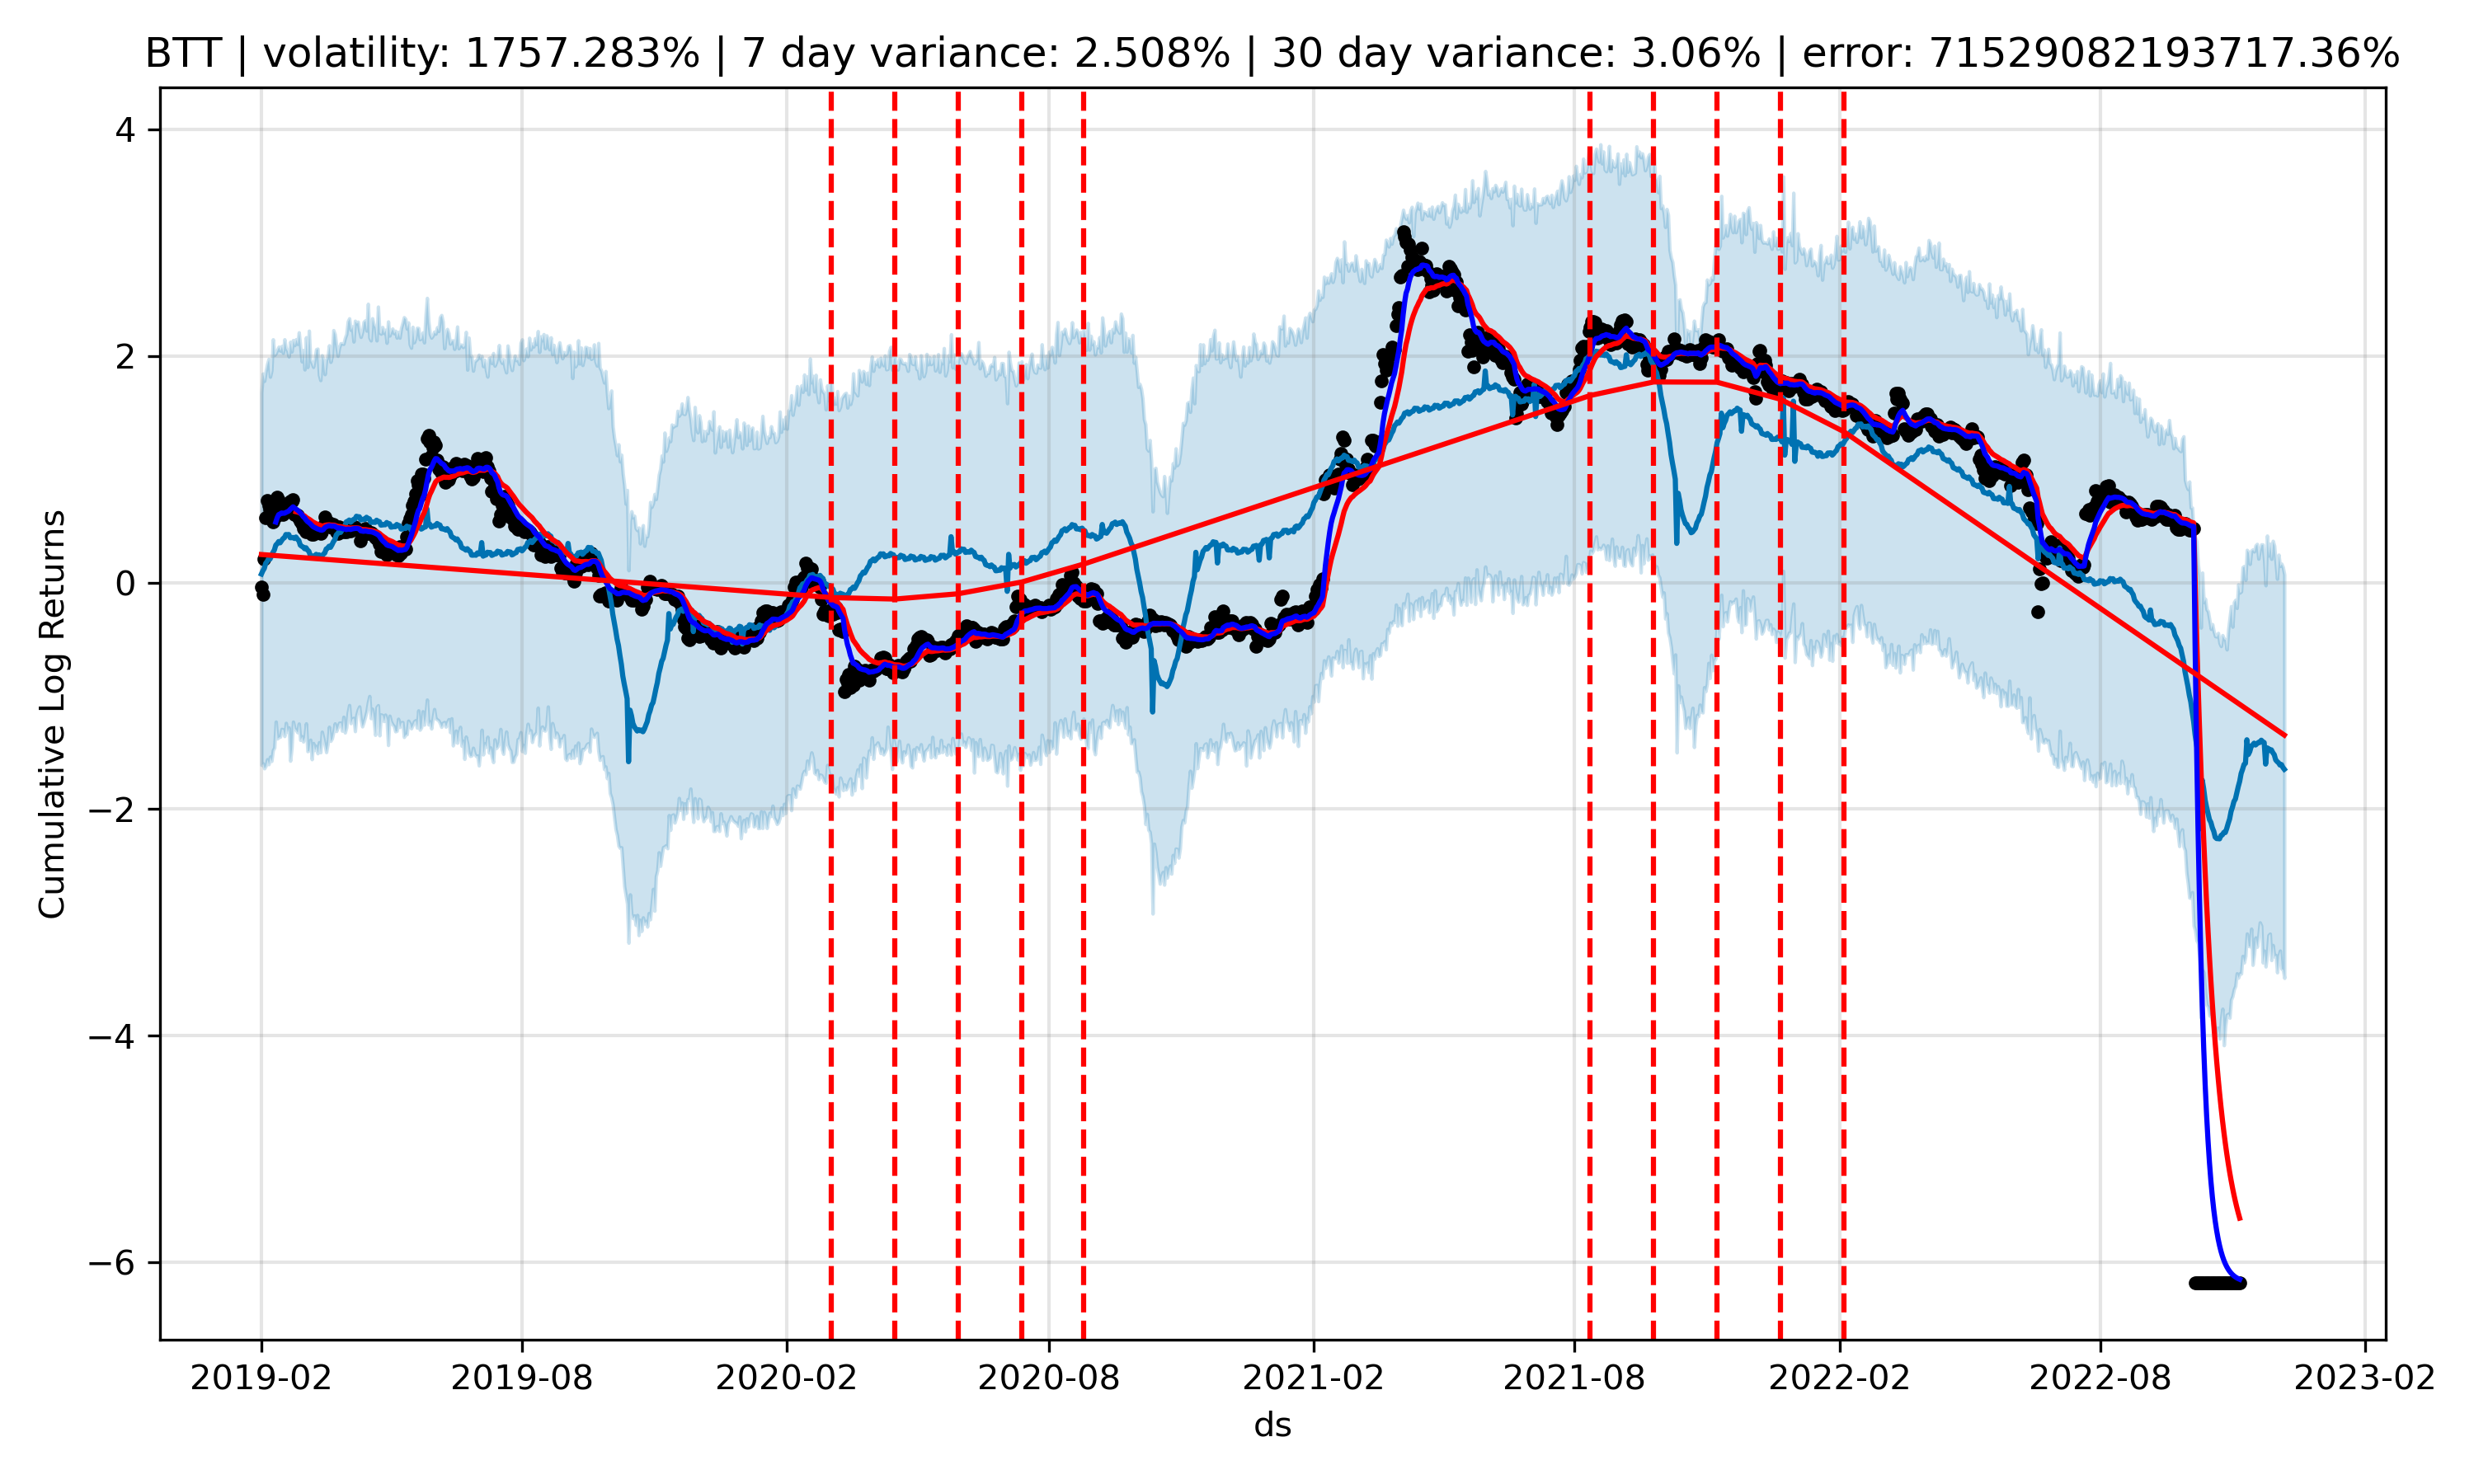 BTT | volatility: 1757.283% | 7 day variance: 2.508% | 30 day variance: 3.06% | error: 71529082193717.36%
4
2
0
−2
−4
−6
Cumulative Log Returns
2019-02 2019-08 2020-02 2020-08 2021-02 2021-08 2022-02 2022-08 2023-02
ds